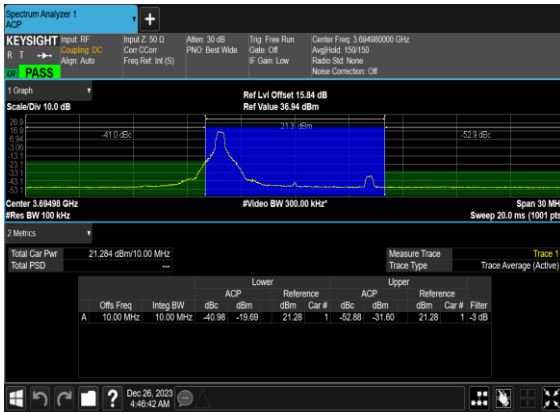 Spectrum Analyzer 1
ACP
+
KEYSIGHT Input: RF Input Z: 50 Ω Atten: 30 dB Trig: Free Run Center Freq: 3.694980000 GHz
R T Coupling: DC Corr CCorr PNO: Best Wide Gate: Off Avg|Hold: 150/150
Align: Auto Freq Ref: Int (S) IF Gain: Low Radio Std: None
LXI PASS Noise Correction: Off
1 Graph
Ref Lvl Offset 15.84 dB
Scale/Div 10.0 dB Ref Value 36.94 dBm
26.9
16.9
6.94
-3.06
-13.1
-23.1
-33.1
-43.1
-53.1
-41.0 dBc 21.3 dBm -52.9 dBc
Center 3.69498 GHz #Video BW 300.00 kHz* Span 30 MH
#Res BW 100 kHz Sweep 20.0 ms (1001 pts
2 Metrics
Total Car Pwr 21.284 dBm/10.00 MHz Measure Trace Trace 1
Total PSD --- Trace Type Trace Average (Active)
Lower Upper
ACP Reference ACP Reference
Offs Freq Integ BW dBc dBm dBm Car # dBc dBm dBm Car # Filter
A 10.00 MHz 10.00 MHz -40.98 -19.69 21.28 1 -52.88 -31.60 21.28 1 -3 dB
?
Dec 26, 2023
4:46:42 AM